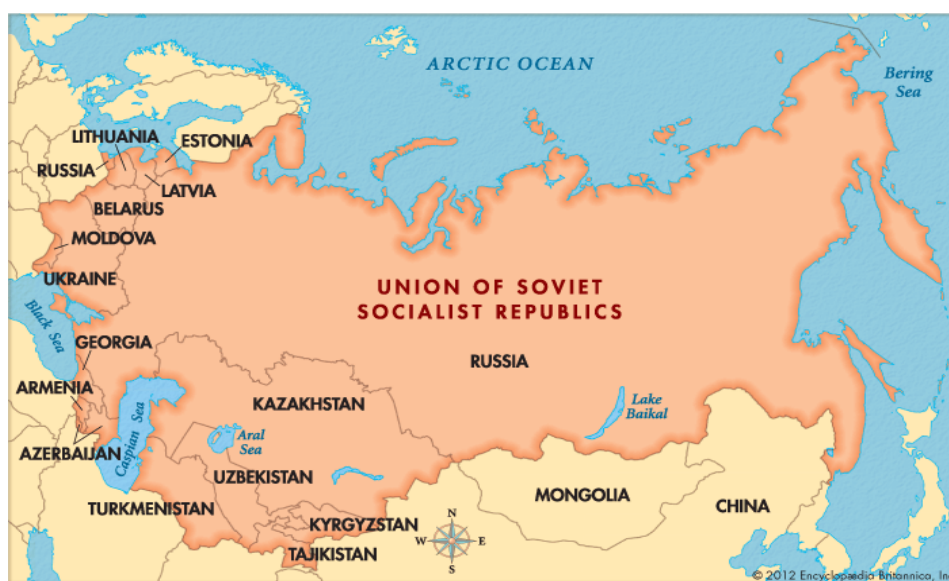 ARCTIC OCEAN
Bering
Sea
LITHUANIA
ESTONIA
RUSSIA
LATVIA
BELARUS
MOLDOVA
UKRAINE
Black Sea
UNION OF SOVIET
SOCIALIST REPUBLICS
GEORGIA
RUSSIA
ARMENIA
KAZAKHSTAN
Lake
Baikal
Caspian Sea
Aral
Sea
AZERBAIJAN
UZBEKISTAN
MONGOLIA
TURKMENISTAN
CHINA
KYRGYZSTAN
TAJIKISTAN
N
W
E
S
© 2012 Encyclopædia Britannica, In